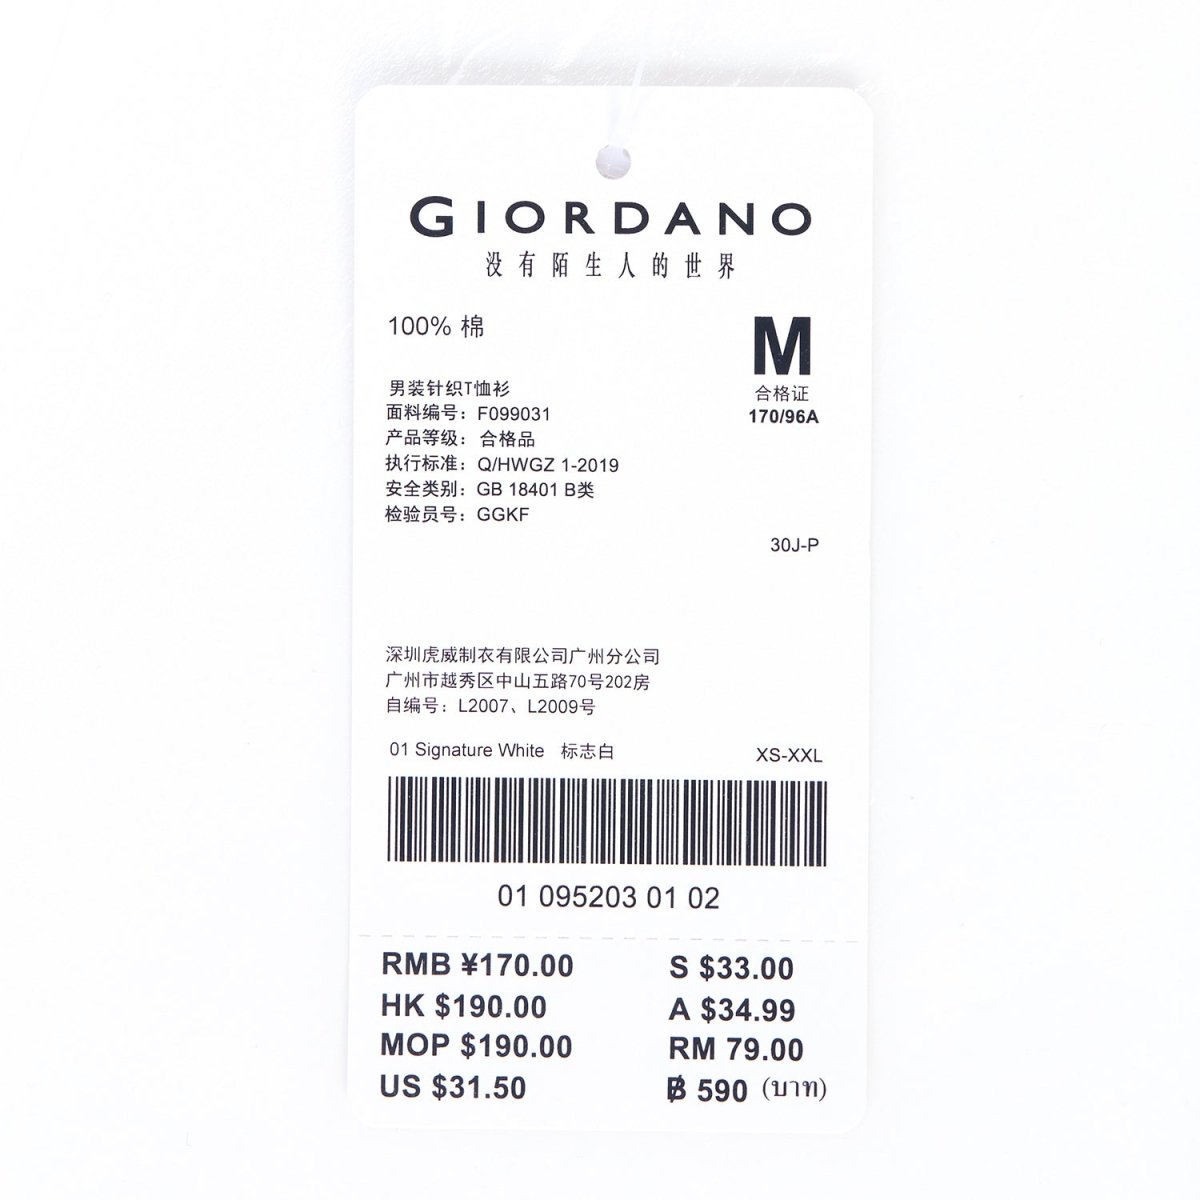 GIORDANO
没有陌生人的世界
100% 棉
M
合格证
170/96A
男装针织T恤衫
面料编号：F099031
产品等级：合格品
执行标准：Q/HWGZ 1-2019
安全类别：GB 18401 B类
检验员号：GGKF
30J-P
深圳虎威制衣有限公司广州分公司
广州市越秀区中山五路70号202房
自编号：L2007、L2009号
01 Signature White 标志白 XS-XXL
01 095203 01 02
RMB ¥170.00 S $33.00
HK $190.00 A $34.99
MOP $190.00 RM 79.00
US $31.50 ฿ 590 (บาท)